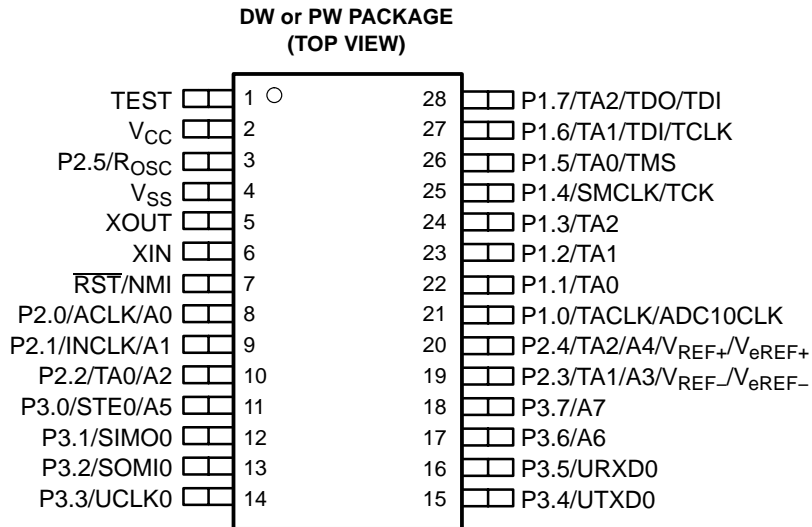 DW or PW PACKAGE
(TOP VIEW)
TEST 1 28 P1.7/TA2/TDO/TDI
VCC 2 27 P1.6/TA1/TDI/TCLK
P2.5/ROSC 3 26 P1.5/TA0/TMS
VSS 4 25 P1.4/SMCLK/TCK
XOUT 5 24 P1.3/TA2
XIN 6 23 P1.2/TA1
R̅S̅T̅/NMI 7 22 P1.1/TA0
P2.0/ACLK/A0 8 21 P1.0/TACLK/ADC10CLK
P2.1/INCLK/A1 9 20 P2.4/TA2/A4/VREF+/VeREF+
P2.2/TA0/A2 10 19 P2.3/TA1/A3/VREF−/VeREF−
P3.0/STE0/A5 11 18 P3.7/A7
P3.1/SIMO0 12 17 P3.6/A6
P3.2/SOMI0 13 16 P3.5/URXD0
P3.3/UCLK0 14 15 P3.4/UTXD0